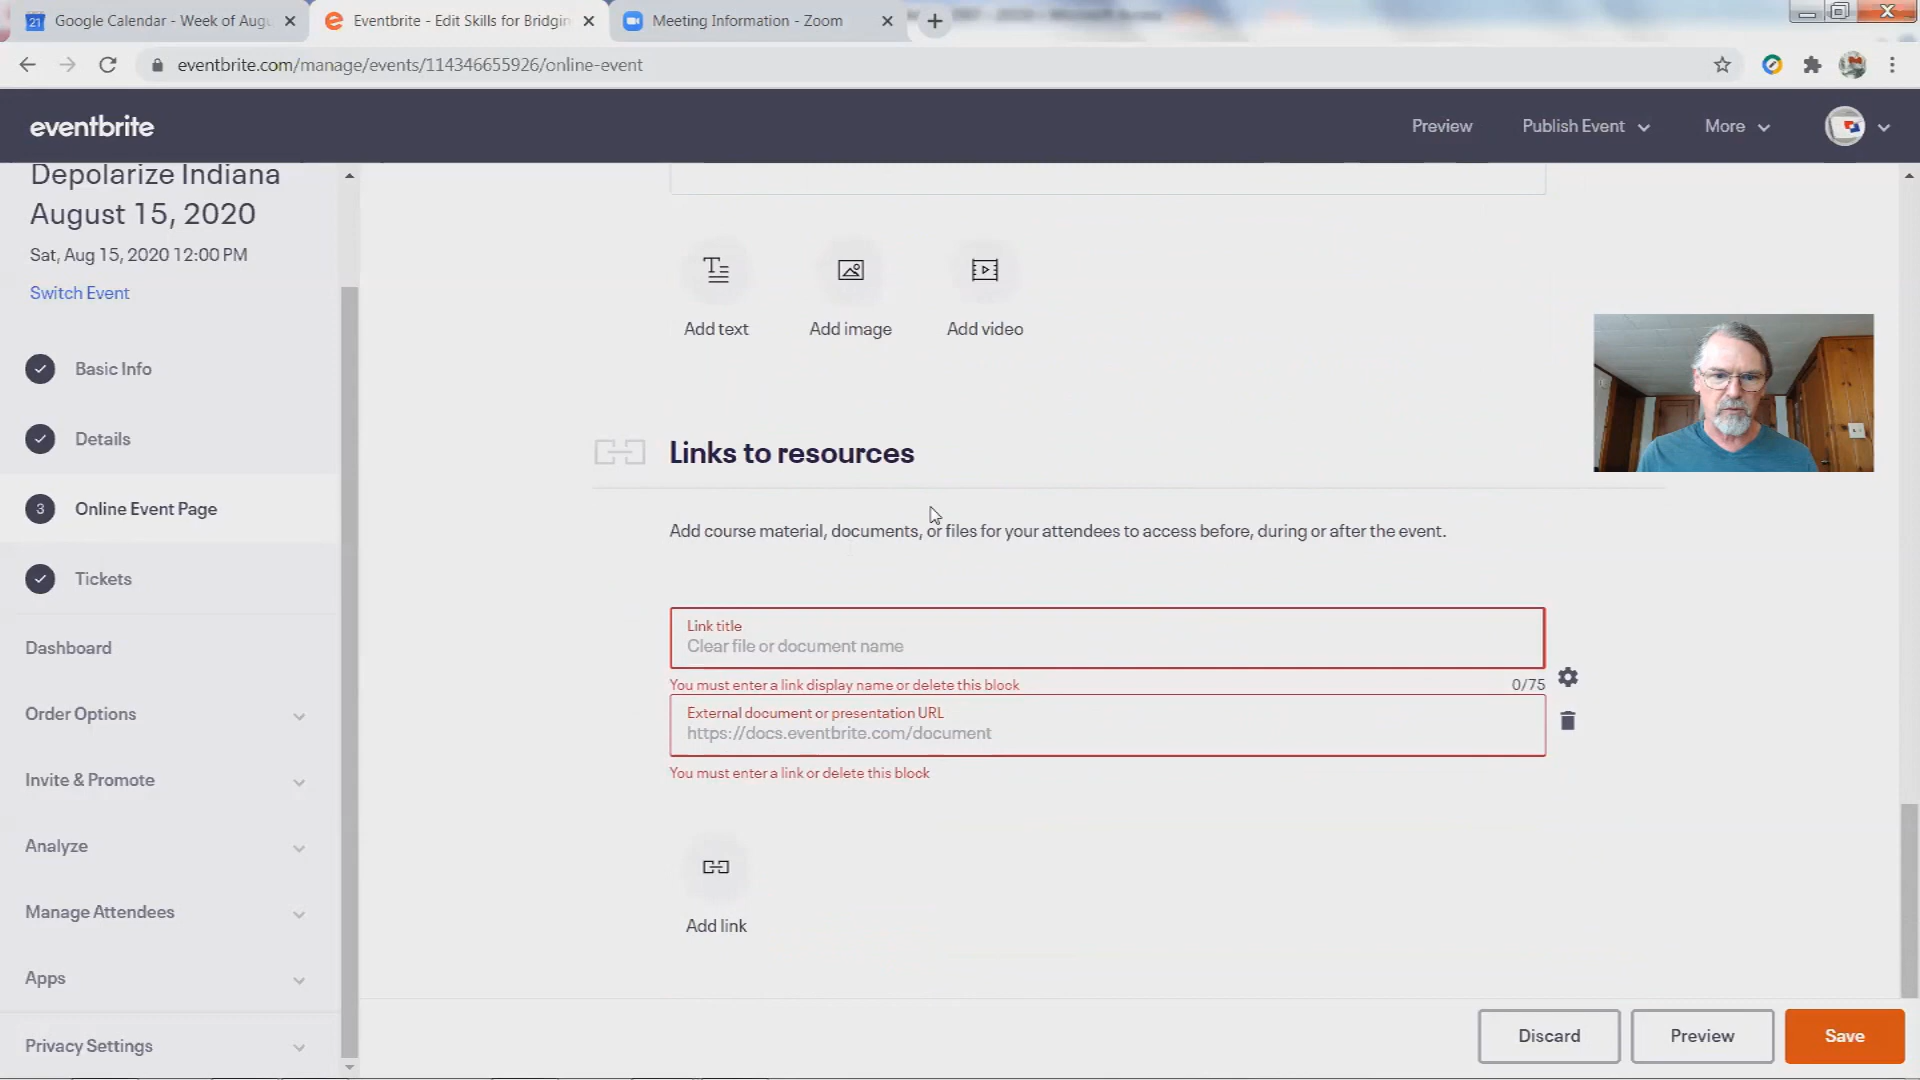 Google Calendar - Week of Augu
Eventbrite - Edit Skills for Bridgin
Meeting Information - Zoom
eventbrite.com/manage/events/114346655926/online-event
eventbrite
Preview
Publish Event
More
Depolarize Indiana
August 15, 2020
Sat, Aug 15, 2020 12:00 PM
Switch Event
Basic Info
Details
3
Online Event Page
Tickets
Dashboard
Order Options
Invite & Promote
Analyze
Manage Attendees
Apps
Privacy Settings
Add text
Add image
Add video
Links to resources
Add course material, documents, or files for your attendees to access before, during or after the event.
Link title
Clear file or document name
You must enter a link display name or delete this block
0/75
External document or presentation URL
https://docs.eventbrite.com/document
You must enter a link or delete this block
Add link
Discard
Preview
Save